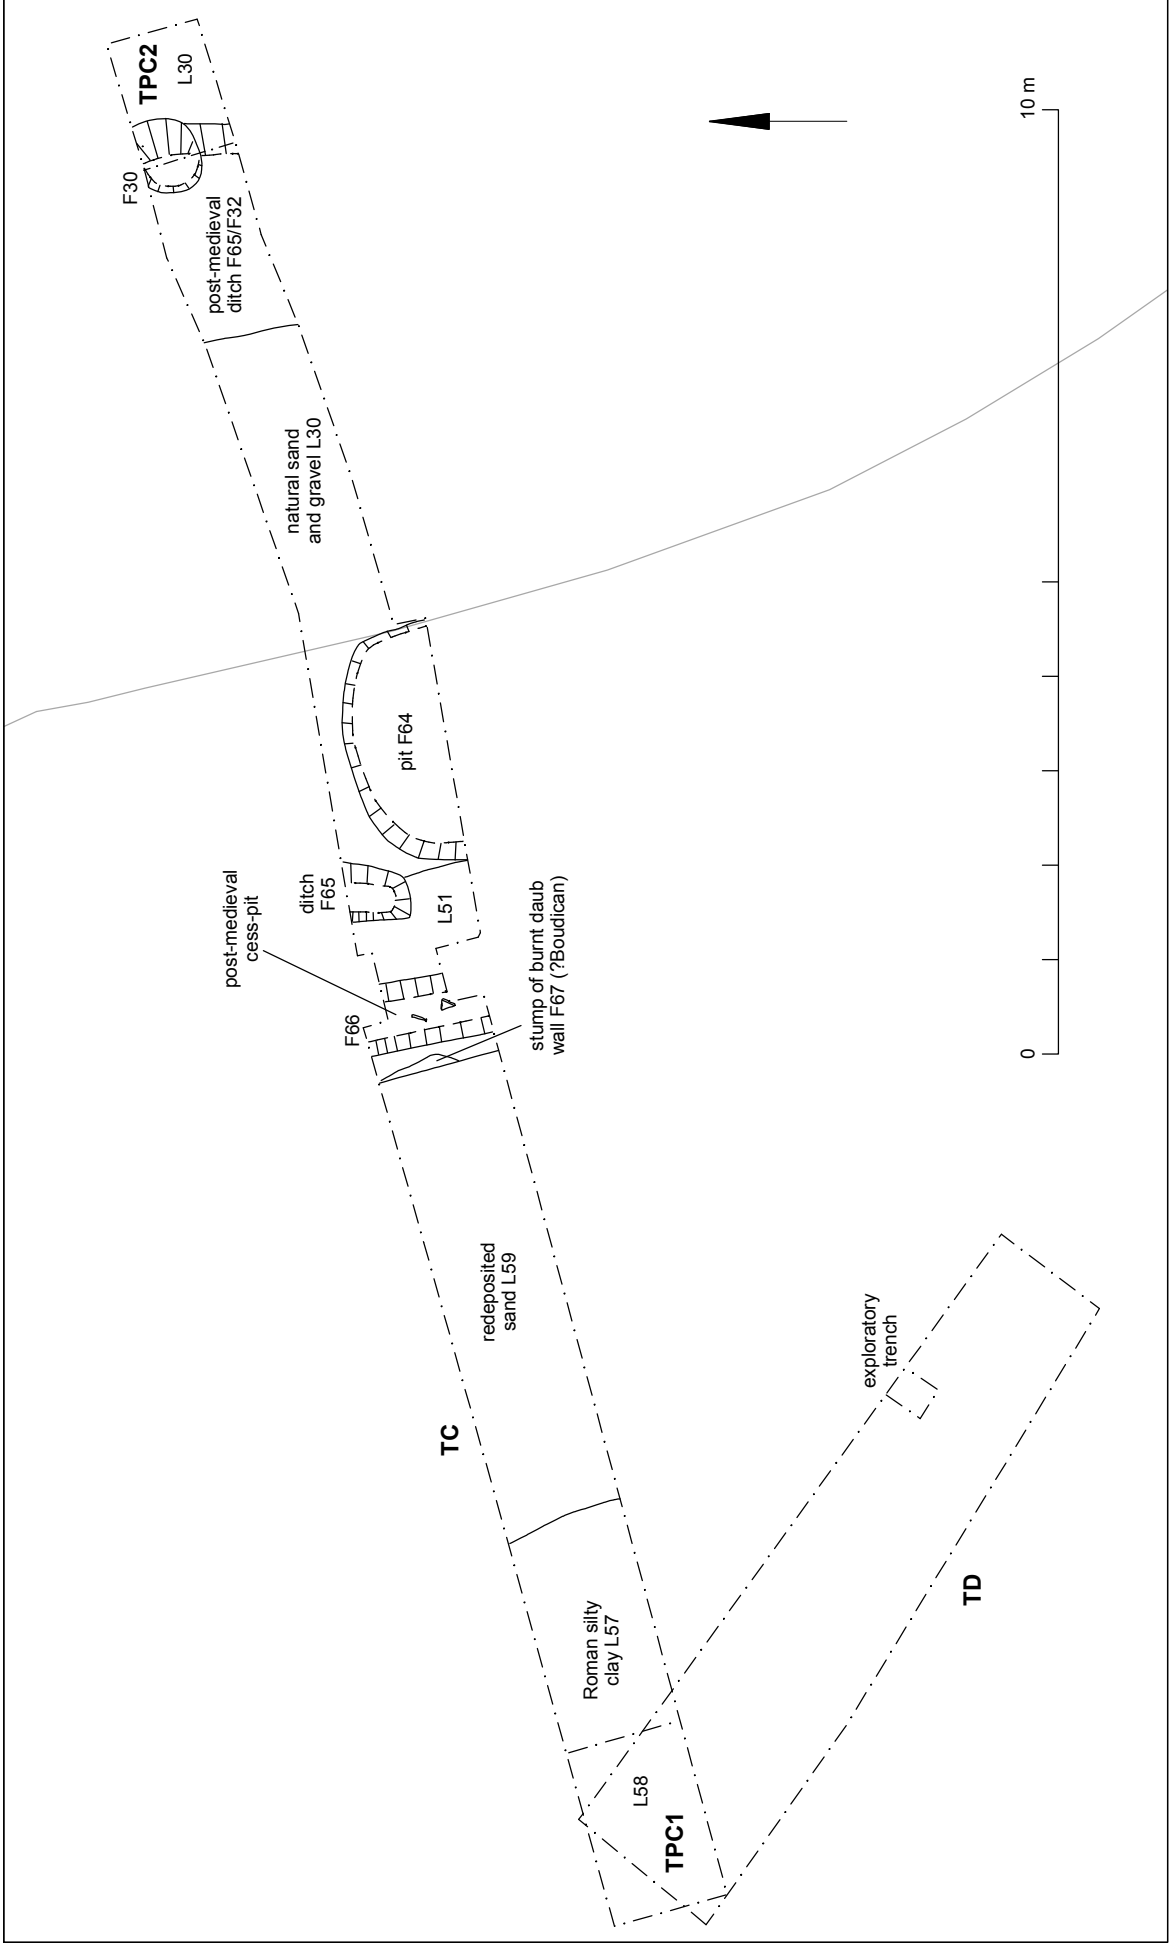 TPC2
L30
F30
post-medieval
ditch F65/F32
natural sand
and gravel L30
pit F64
ditch
F65
L51
post-medieval
cess-pit
F66
stump of burnt daub
wall F67 (?Boudican)
redeposited
sand L59
TC
Roman silty
clay L57
L58
TPC1
exploratory
trench
TD
0
10 m